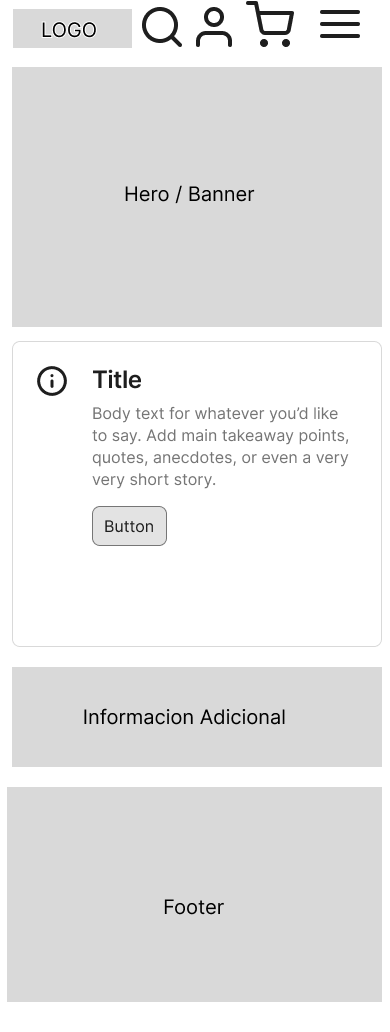 LOGO
Hero / Banner
Title
Body text for whatever you’d like
to say. Add main takeaway points,
quotes, anecdotes, or even a very
very short story.
Button
Informacion Adicional
Footer